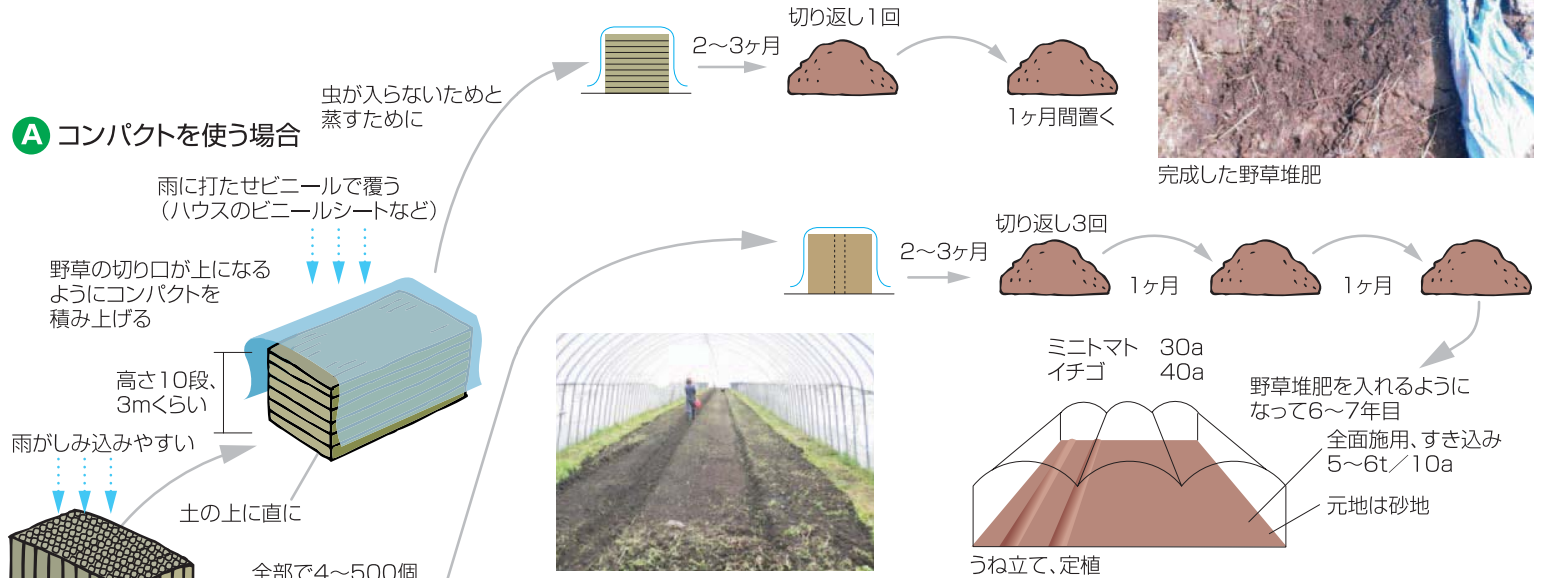 切り返し1回
2〜3ヶ月
1ヶ月間置く
完成した野草堆肥
虫が入らないためと
蒸すために
A コンパクトを使う場合
雨に打たせビニールで覆う
(ハウスのビニールシートなど)
野草の切り口が上になる
ようにコンパクトを
積み上げる
高さ10段、
3mくらい
雨がしみ込みやすい
土の上に直に
全部で4〜500個
切り返し3回
2〜3ヶ月
1ヶ月
1ヶ月
ミニトマト 30a
イチゴ 40a
野草堆肥を入れるように
なって6〜7年目
全面施用、すき込み
5〜6t/10a
元地は砂地
うね立て、定植